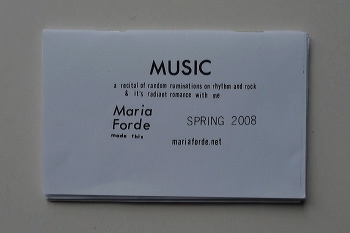 MUSIC
a recital of random ruminations on rhythm and rock
& it's radiant romance with me
Maria
Forde
made this
SPRING 2008
mariaforde.net